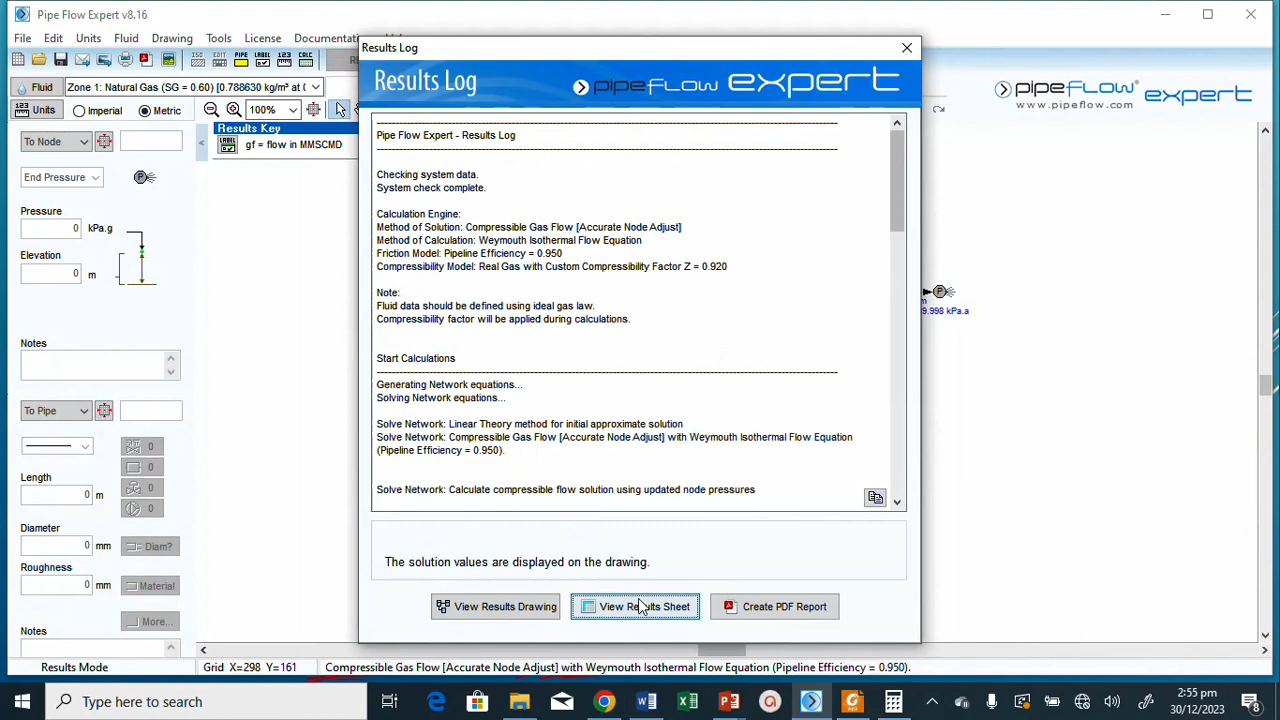 Pipe Flow Expert v8.16
File Edit Units Fluid Drawing Tools License Documentat
Results Log
Results Log pipeflow expert
Fluid Zone 1: Natural Gas (SG = 0.60) [0.788630 kg/m³ at (
Units Imperial Metric 100%
pipeflow® expert
www.pipeflow.com
Results Key
gf = flow in MMSCMD
To Node
End Pressure
Pressure
0 kPa.g
Elevation
0 m
Notes
To Pipe
0
0
Length 0
0 m 0
Diameter
0 mm Diam?
Roughness
0 mm Material
More...
Notes
Pipe Flow Expert - Results Log
Checking system data.
System check complete.
Calculation Engine:
Method of Solution: Compressible Gas Flow [Accurate Node Adjust]
Method of Calculation: Weymouth Isothermal Flow Equation
Friction Model: Pipeline Efficiency = 0.950
Compressibility Model: Real Gas with Custom Compressibility Factor Z = 0.920
Note:
Fluid data should be defined using ideal gas law.
Compressibility factor will be applied during calculations.
Start Calculations
Generating Network equations...
Solving Network equations...
Solve Network: Linear Theory method for initial approximate solution
Solve Network: Compressible Gas Flow [Accurate Node Adjust] with Weymouth Isothermal Flow Equation
(Pipeline Efficiency = 0.950).
Solve Network: Calculate compressible flow solution using updated node pressures
m
9.998 kPa.a
The solution values are displayed on the drawing.
View Results Drawing View Results Sheet Create PDF Report
Results Mode Grid X=298 Y=161 Compressible Gas Flow [Accurate Node Adjust] with Weymouth Isothermal Flow Equation (Pipeline Efficiency = 0.950).
Type here to search
2:55 pm
30/12/2023
8